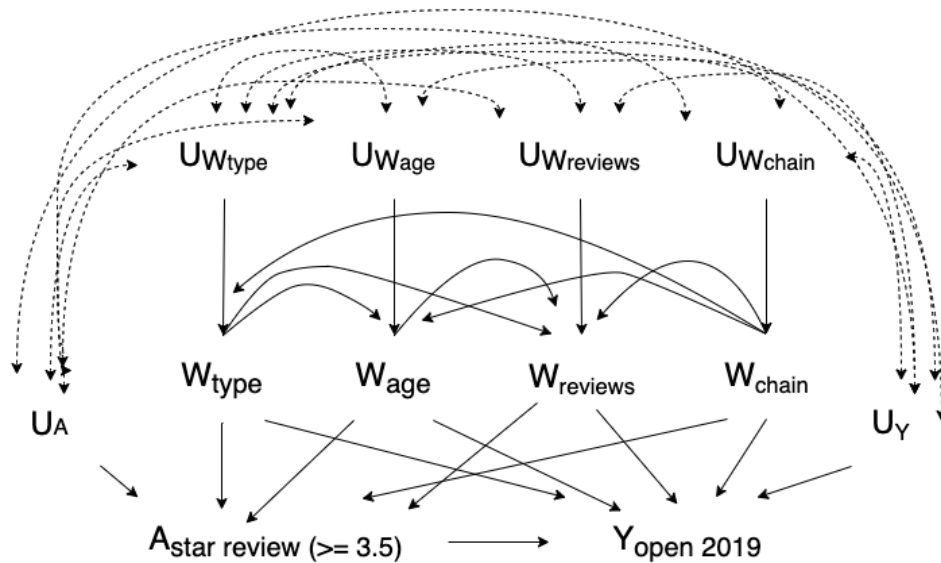 UWtype UWage UWreviews UWchain
Wtype Wage Wreviews Wchain
UA UY
Astar review (>= 3.5) Yopen 2019